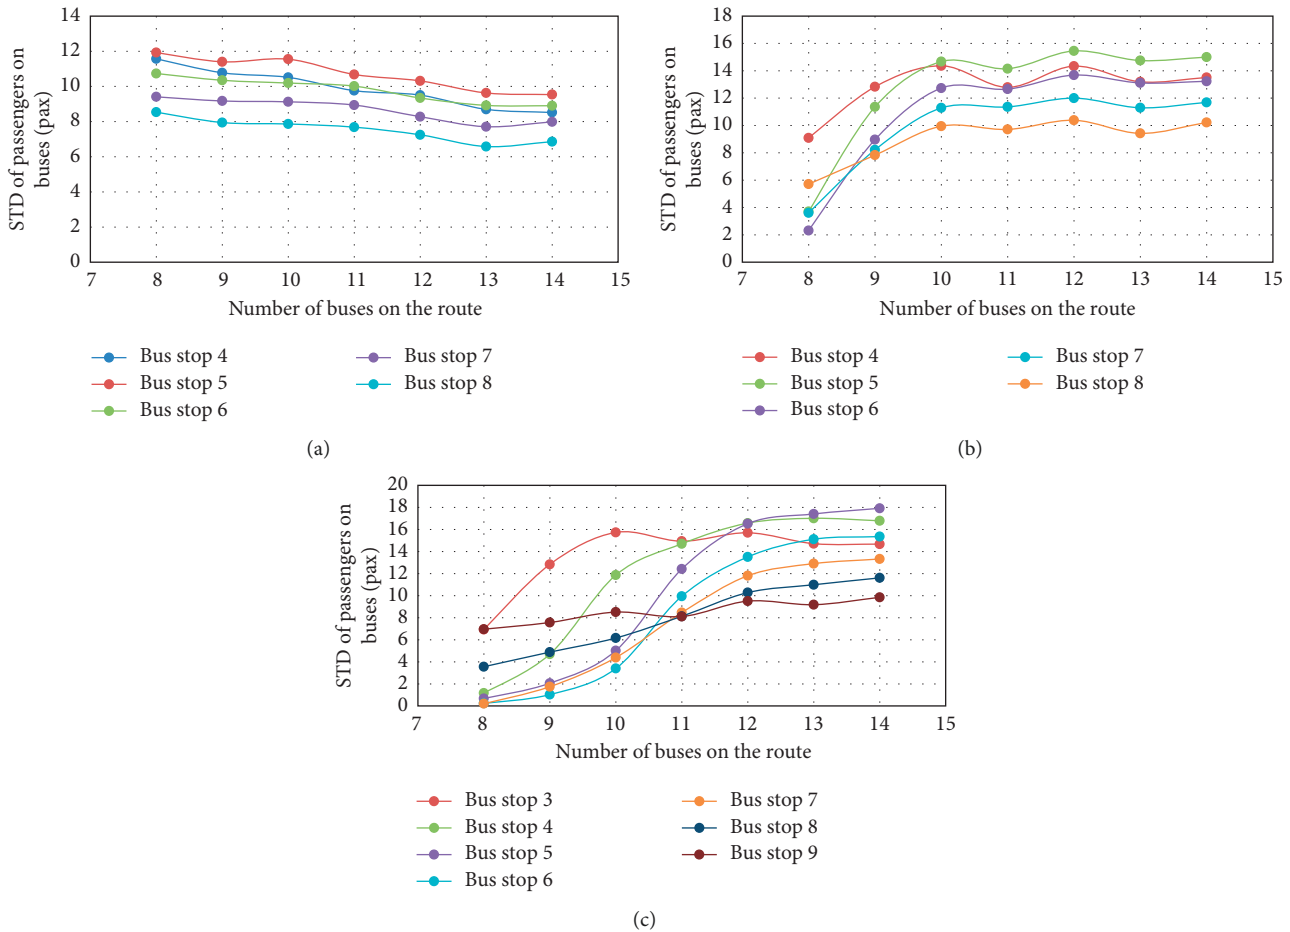 14
12
10
8
6
4
2
0
STD of passengers on
buses (pax)
7 8 9 10 11 12 13 14 15
Number of buses on the route
Bus stop 4
Bus stop 5
Bus stop 6
Bus stop 7
Bus stop 8
(a)
18
16
14
12
10
8
6
4
2
0
STD of passengers on
buses (pax)
7 8 9 10 11 12 13 14 15
Number of buses on the route
Bus stop 4
Bus stop 5
Bus stop 6
Bus stop 7
Bus stop 8
(b)
20
18
16
14
12
10
8
6
4
2
0
STD of passengers on
buses (pax)
7 8 9 10 11 12 13 14 15
Number of buses on the route
Bus stop 3
Bus stop 4
Bus stop 5
Bus stop 6
Bus stop 7
Bus stop 8
Bus stop 9
(c)